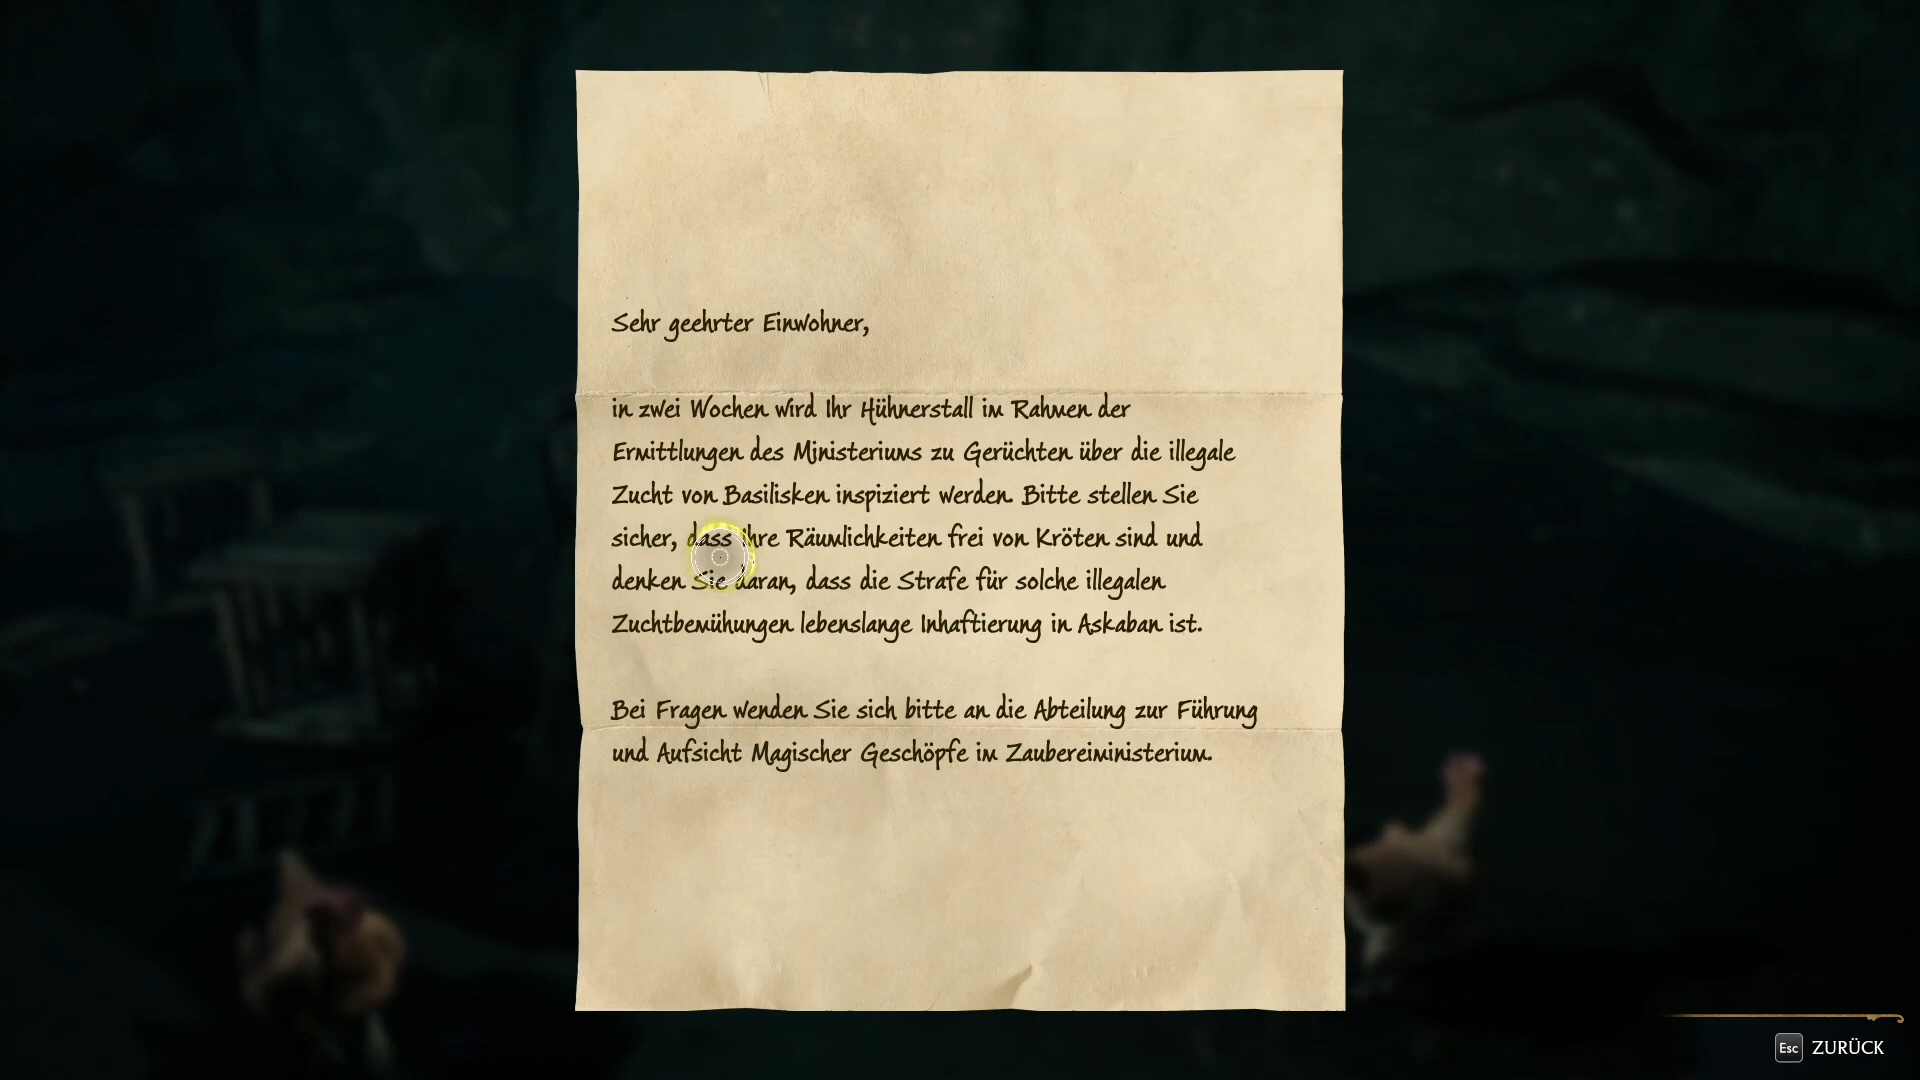 Sehr geehrter Einwohner,
in zwei Wochen wird Ihr Hühnerstall im Rahmen der
Ermittlungen des Ministeriums zu Gerüchten über die illegale
Zucht von Basilisken inspiziert werden. Bitte stellen Sie
sicher, dass ihre Räumlichkeiten frei von Kröten sind und
denken Sie daran, dass die Strafe für solche illegalen
Zuchtbemühungen lebenslange Inhaftierung in Askaban ist.
Bei Fragen wenden Sie sich bitte an die Abteilung zur Führung
und Aufsicht Magischer Geschöpfe im Zaubereiministerium.
Esc ZURÜCK